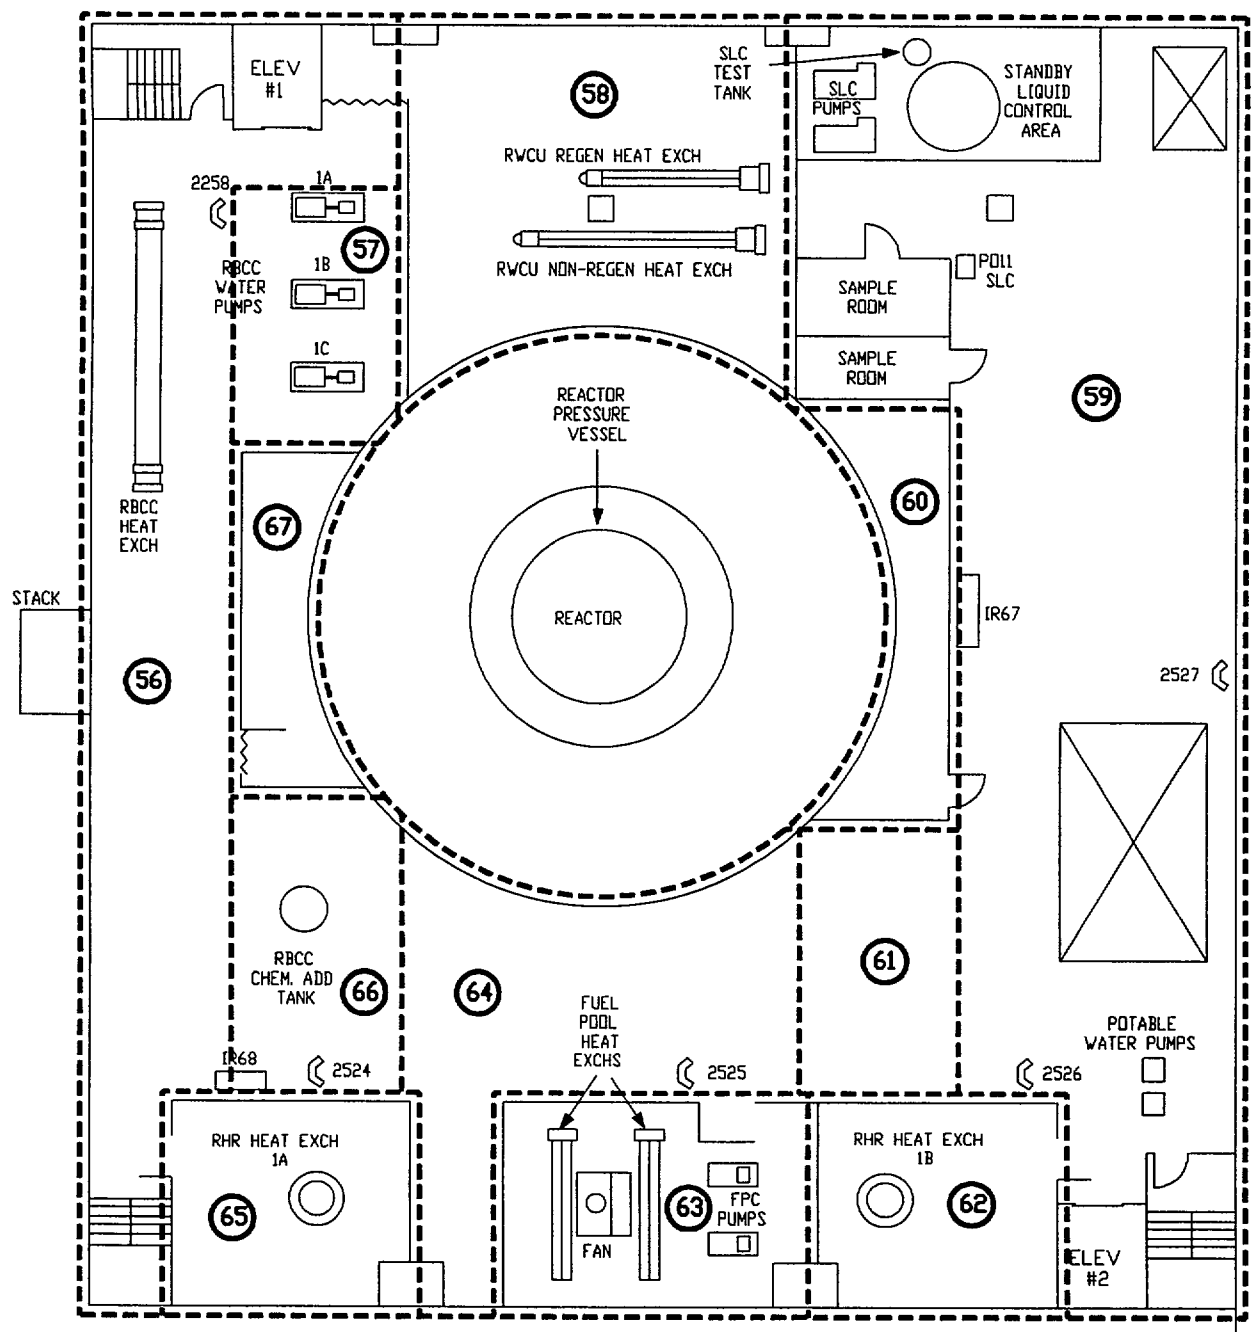 ELEV
#1
58
SLC
TEST
TANK
SLC
PUMPS
STANDBY
LIQUID
CONTROL
AREA
RWCU REGEN HEAT EXCH
2258
1A
57
RBCC
WATER
PUMPS
1B
RWCU NON-REGEN HEAT EXCH
PO11
SLC
SAMPLE
ROOM
1C
SAMPLE
ROOM
REACTOR
PRESSURE
VESSEL
59
RBCC
HEAT
EXCH
67
60
STACK
REACTOR
IR67
56
2527
RBCC
CHEM. ADD
TANK
66
64
61
FUEL
POOL
HEAT
EXCHS
POTABLE
WATER PUMPS
IR68
2524
2525
2526
RHR HEAT EXCH
1A
RHR HEAT EXCH
1B
65
63
FPC
PUMPS
62
FAN
ELEV
#2